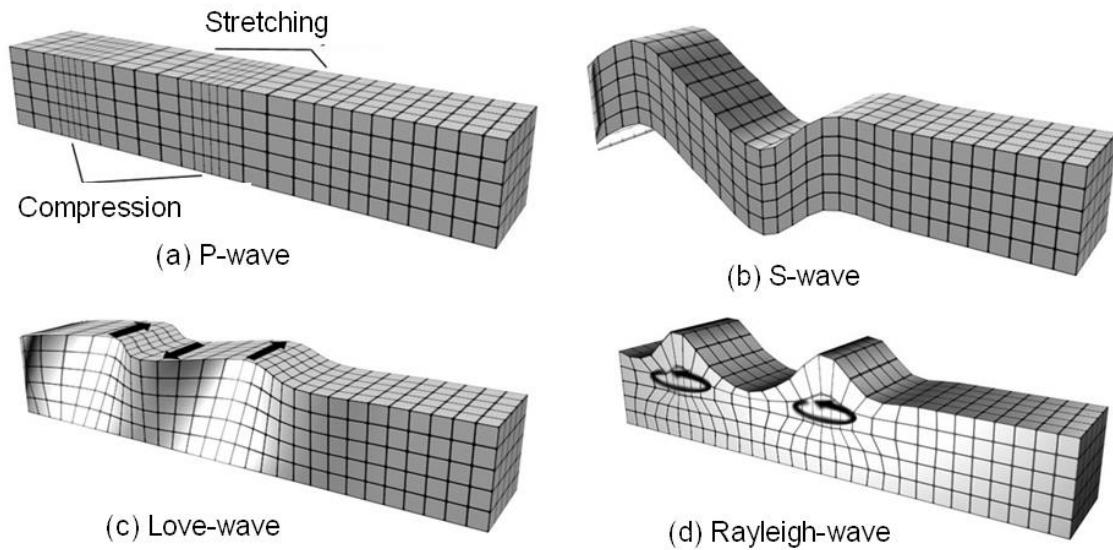 Stretching
Compression
(a) P-wave
(b) S-wave
(c) Love-wave
(d) Rayleigh-wave